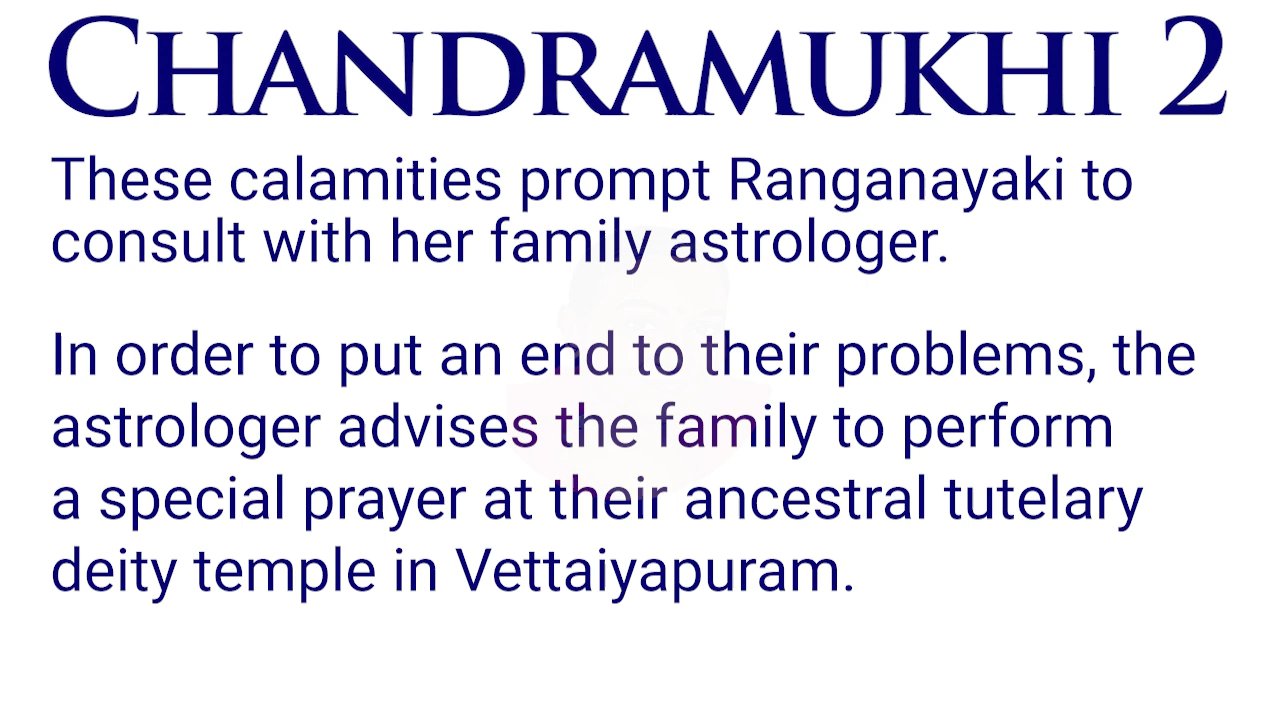 CHANDRAMUKHI 2
These calamities prompt Ranganayaki to
consult with her family astrologer.
In order to put an end to their problems, the
astrologer advises the family to perform
a special prayer at their ancestral tutelary
deity temple in Vettaiyapuram.